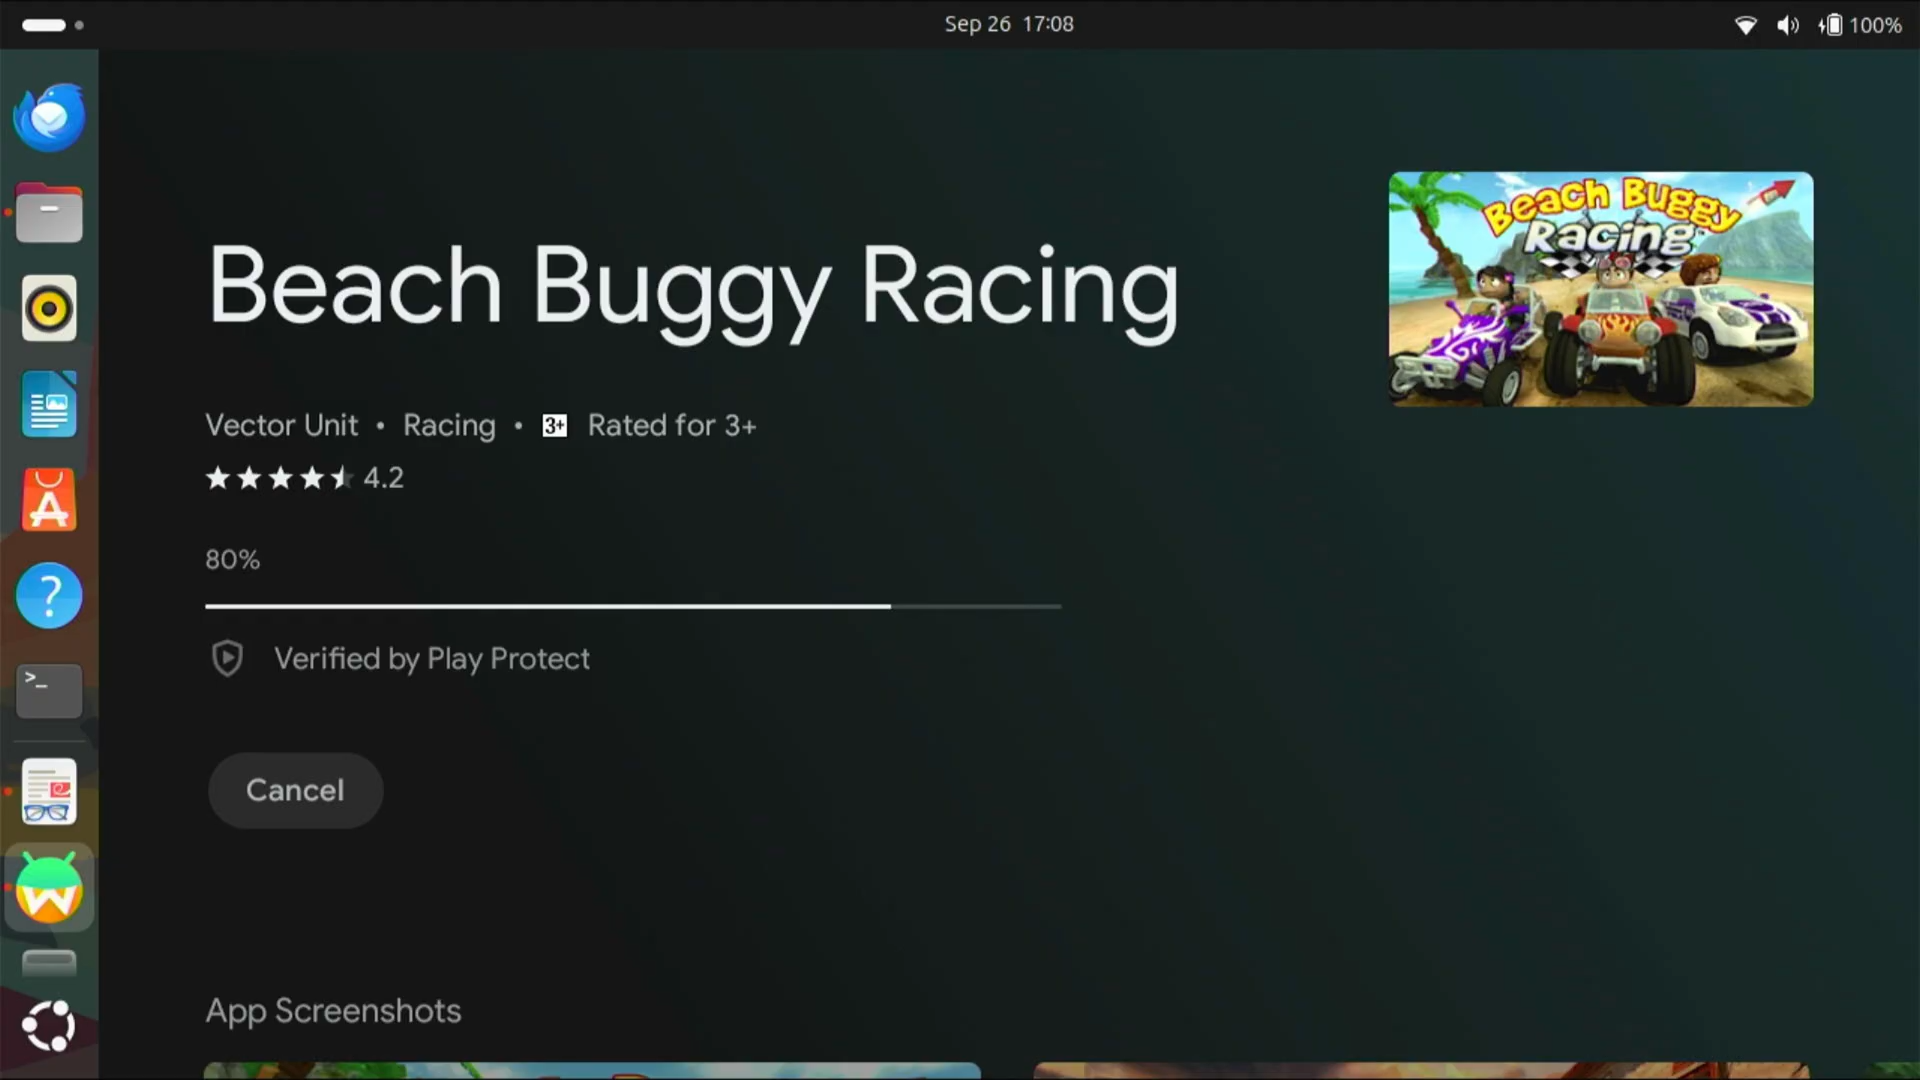 Sep 26 17:08
100%
Beach Buggy Racing
Beach Buggy
Racing
Vector Unit • Racing • 3+ Rated for 3+
4.2
80%
Verified by Play Protect
Cancel
App Screenshots